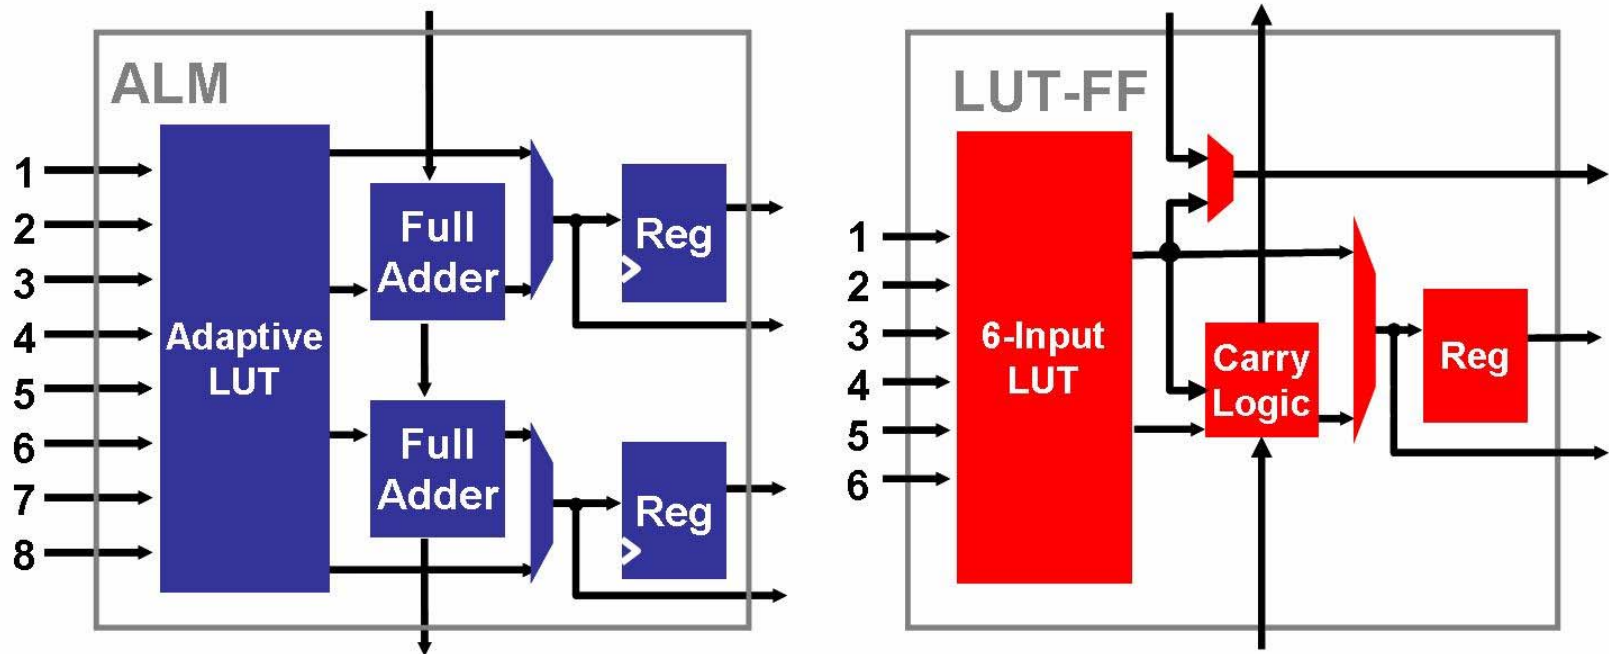 ALM
1
2
3
4
5
6
7
8
Adaptive
LUT
Full
Adder
Full
Adder
Reg
Reg
LUT-FF
1
2
3
4
5
6
6-Input
LUT
Carry
Logic
Reg